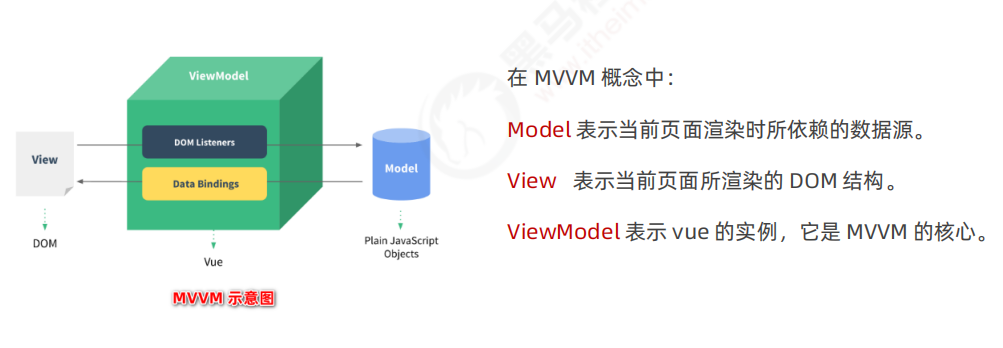 ViewModel
DOM Listeners
View
Model
Data Bindings
DOM
Vue
Plain JavaScript
Objects
MVVM 示意图
在 MVVM 概念中：
Model 表示当前页面渲染时所依赖的数据源。
View 表示当前页面所渲染的 DOM 结构。
ViewModel 表示 vue 的实例，它是 MVVM 的核心。